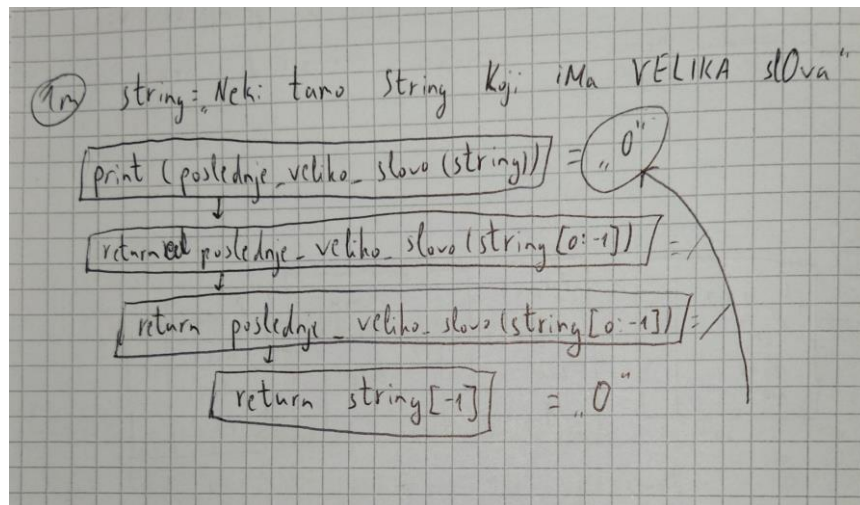 1m string = „Neki tamo String Koji iMa VELIKA slOva"
print (poslednje_veliko_slovo (string)) = „O"
return poslednje_veliko_slovo (string [0:-1]) = /
return poslednje_veliko_slovo (string [0:-1]) = /
return string [-1] = „O"